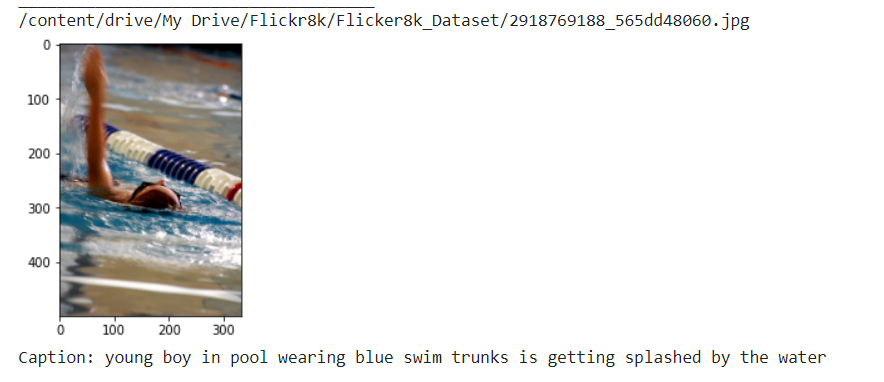 /content/drive/My Drive/Flickr8k/Flicker8k_Dataset/2918769188_565dd48060.jpg
0
100
200
300
400
0 100 200 300
Caption: young boy in pool wearing blue swim trunks is getting splashed by the water